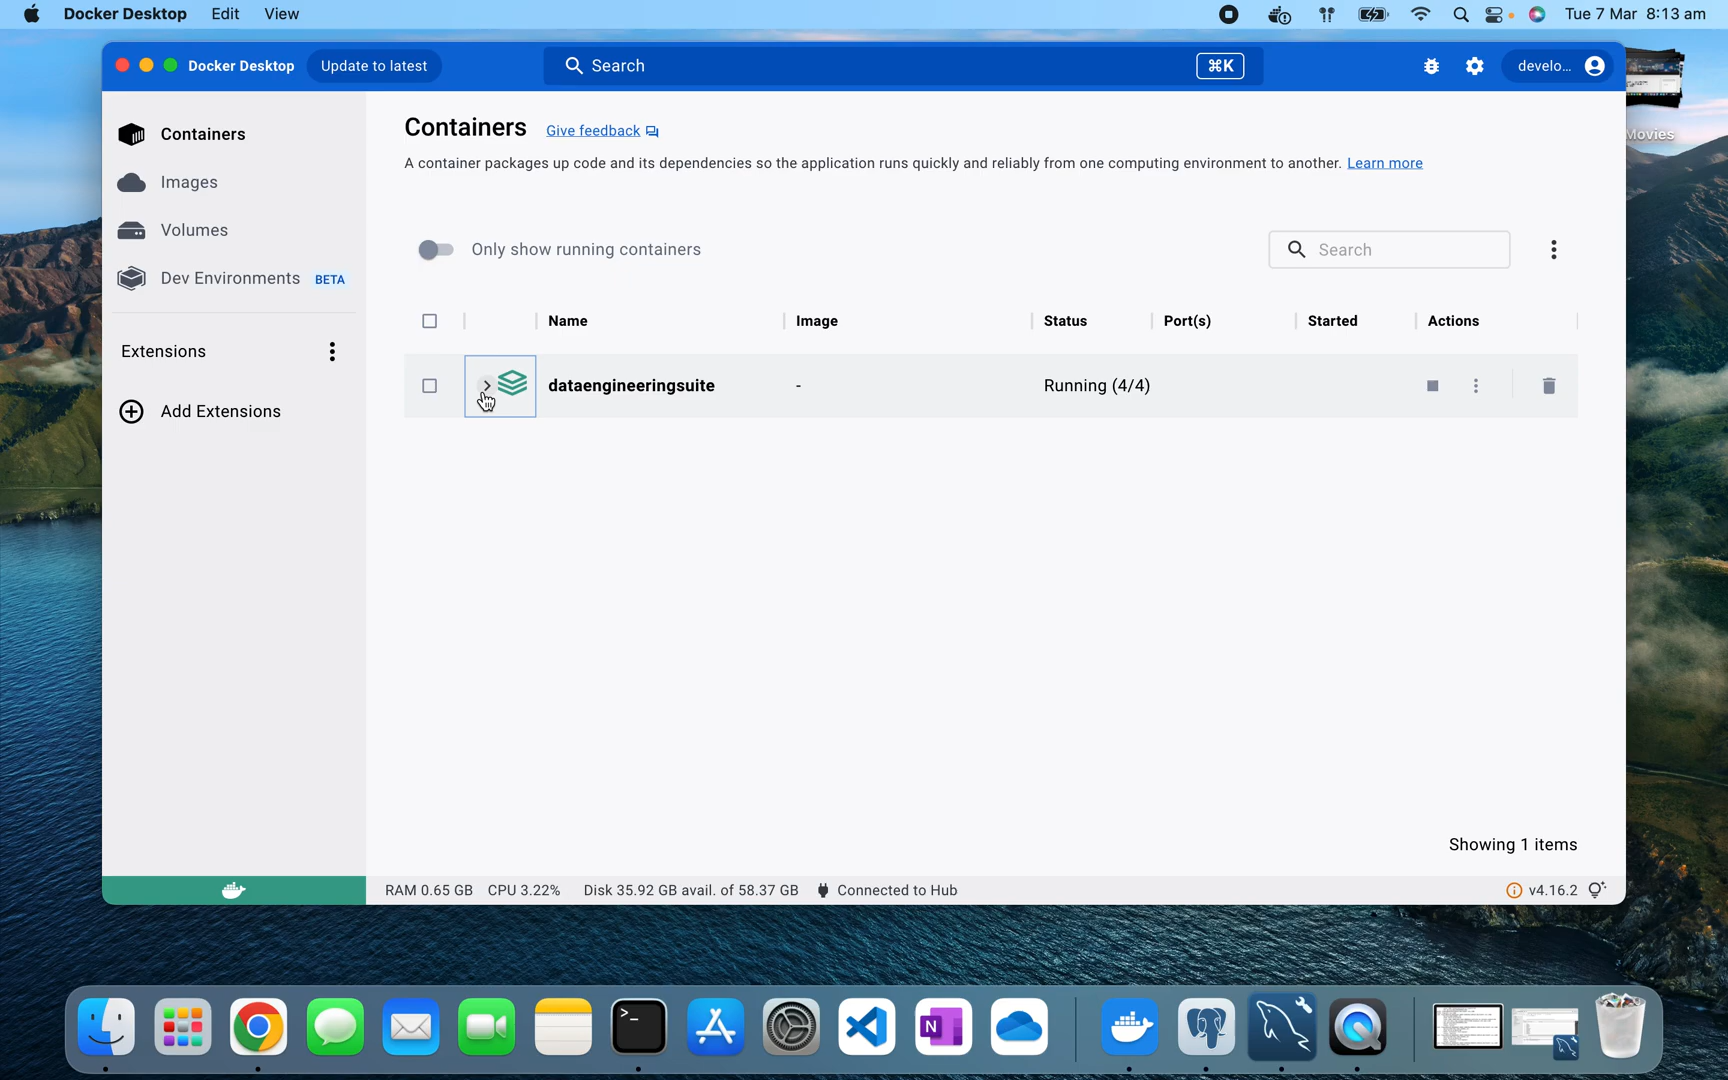 Docker Desktop Edit View Tue 7 Mar 8:13 am
Docker Desktop Update to latest Search ⌘K develo...
Movies
Containers
Images
Volumes
Dev Environments BETA
Extensions
Add Extensions
Containers Give feedback
A container packages up code and its dependencies so the application runs quickly and reliably from one computing environment to another. Learn more
Only show running containers Search
Name Image Status Port(s) Started Actions
dataengineeringsuite - Running (4/4)
Showing 1 items
RAM 0.65 GB CPU 3.22% Disk 35.92 GB avail. of 58.37 GB Connected to Hub v4.16.2